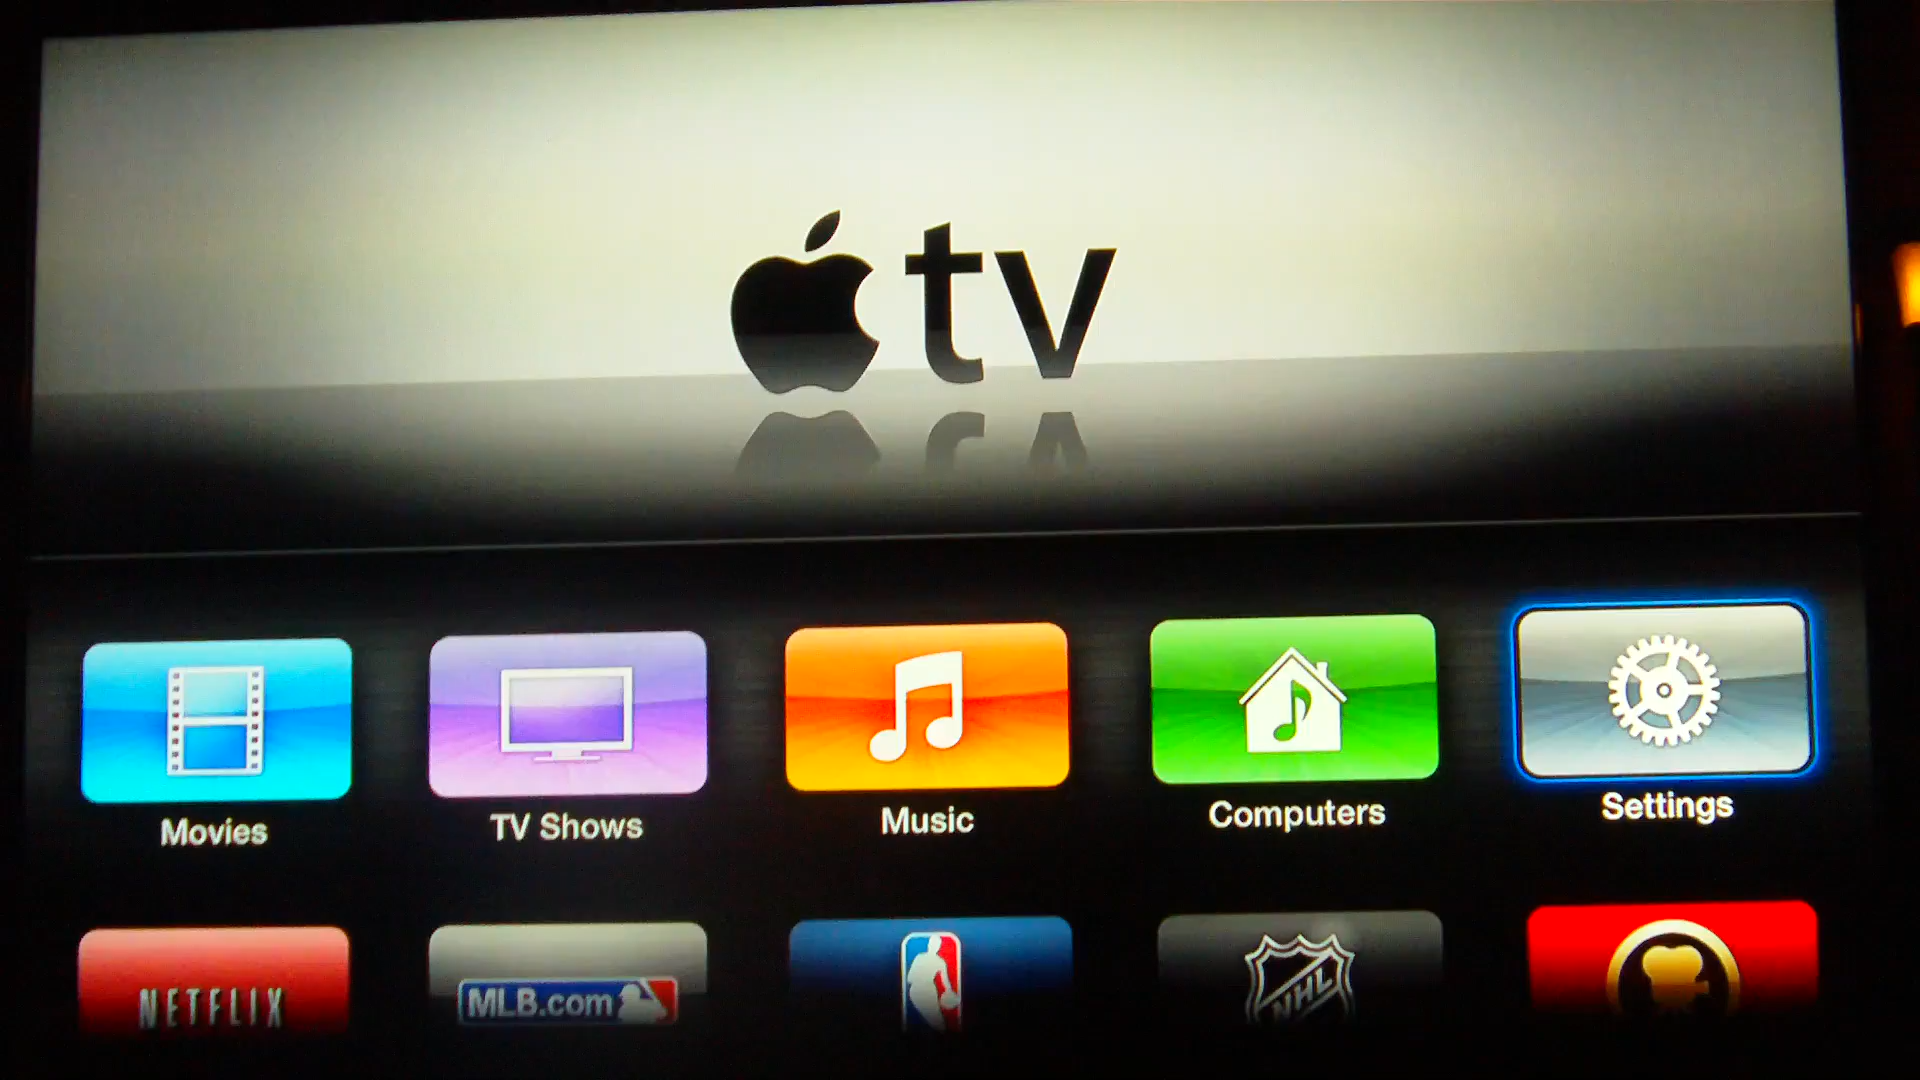 tv
Movies
TV Shows
Music
Computers
Settings
NETFLIX
MLB.com
NHL